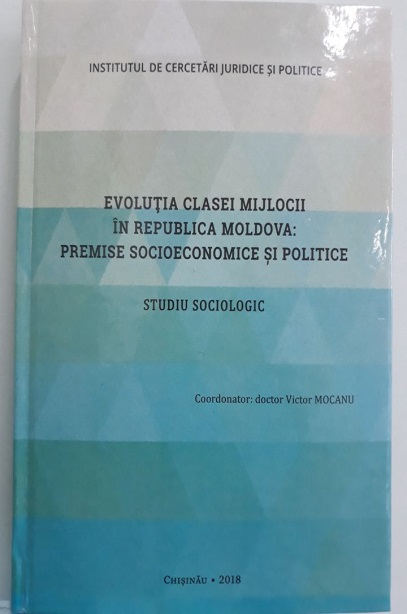 INSTITUTUL DE CERCETĂRI JURIDICE ȘI POLITICE
EVOLUȚIA CLASEI MIJLOCII
ÎN REPUBLICA MOLDOVA:
PREMISE SOCIOECONOMICE ȘI POLITICE
STUDIU SOCIOLOGIC
Coordonator: doctor Victor MOCANU
CHIȘINĂU • 2018